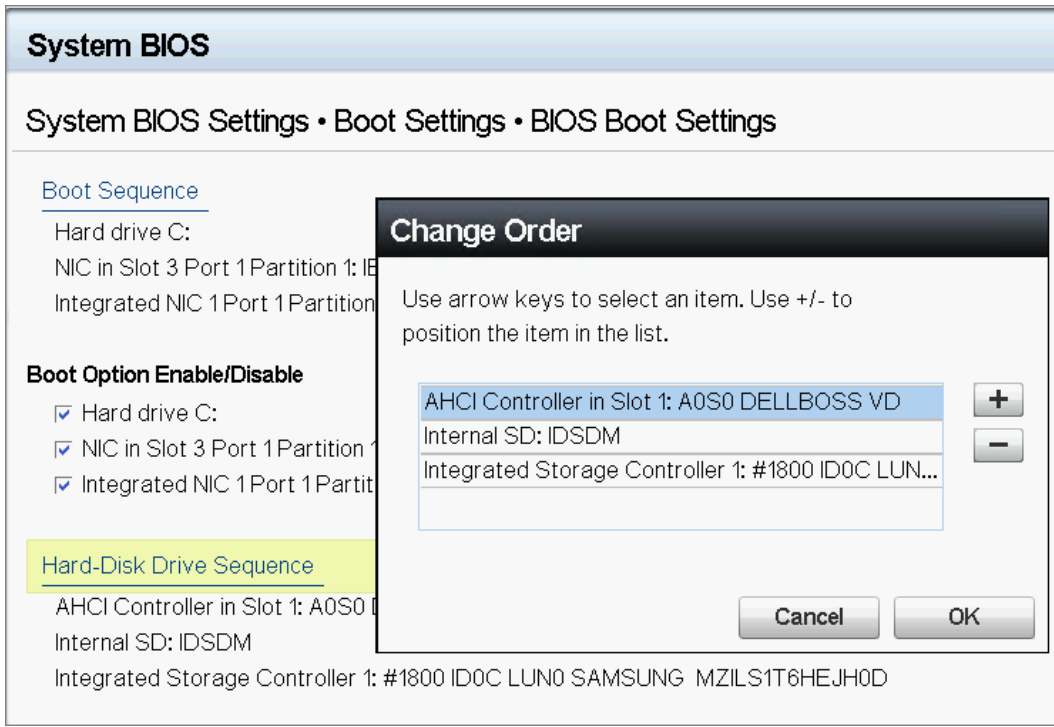 System BIOS
System BIOS Settings • Boot Settings • BIOS Boot Settings
Boot Sequence
Hard drive C:
NIC in Slot 3 Port 1 Partition 1:
Integrated NIC 1 Port 1 Partition
Boot Option Enable/Disable
Hard drive C:
NIC in Slot 3 Port 1 Partition
Integrated NIC 1 Port 1
Hard-Disk Drive Sequence
AHCI Controller in Slot 1: A0S0
Internal SD: IDSDM
Integrated Storage Controller 1: #1800 ID0C LUN0 SAMSUNG MZILS1T6HEJH0D
Change Order
Use arrow keys to select an item. Use +/- to
position the item in the list.
AHCI Controller in Slot 1: A0S0 DELLBOSS VD
Internal SD: IDSDM
Integrated Storage Controller 1: #1800 ID0C LUN...
+
-
Cancel
OK